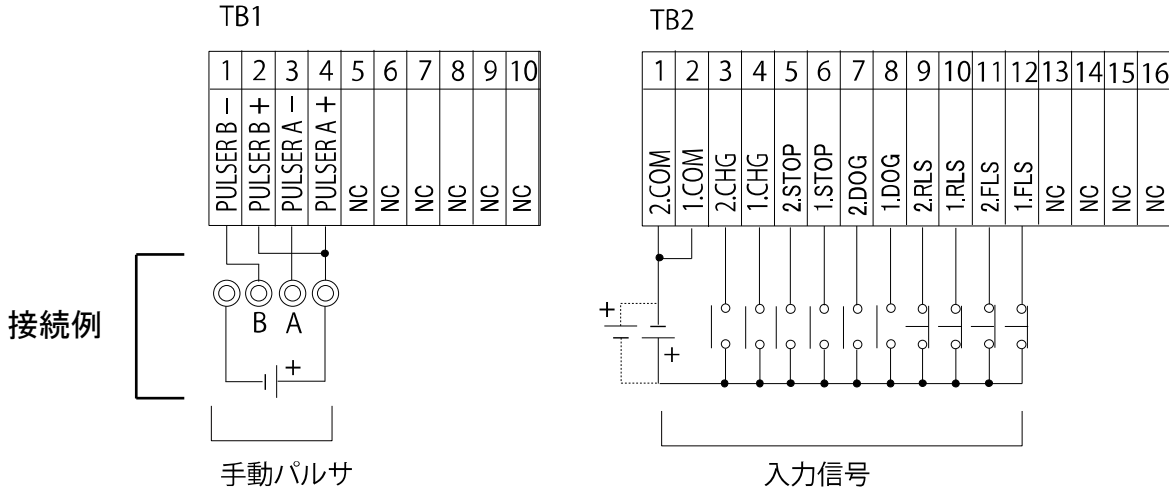 TB1
1 2 3 4 5 6 7 8 9 10
PULSER B −
PULSER B +
PULSER A −
PULSER A +
NC
NC
NC
NC
NC
NC
接続例
B A
+
手動パルサ
TB2
1 2 3 4 5 6 7 8 9 10 11 12 13 14 15 16
2.COM
1.COM
2.CHG
1.CHG
2.STOP
1.STOP
2.DOG
1.DOG
2.RLS
1.RLS
2.FLS
1.FLS
NC
NC
NC
NC
+
+
入力信号